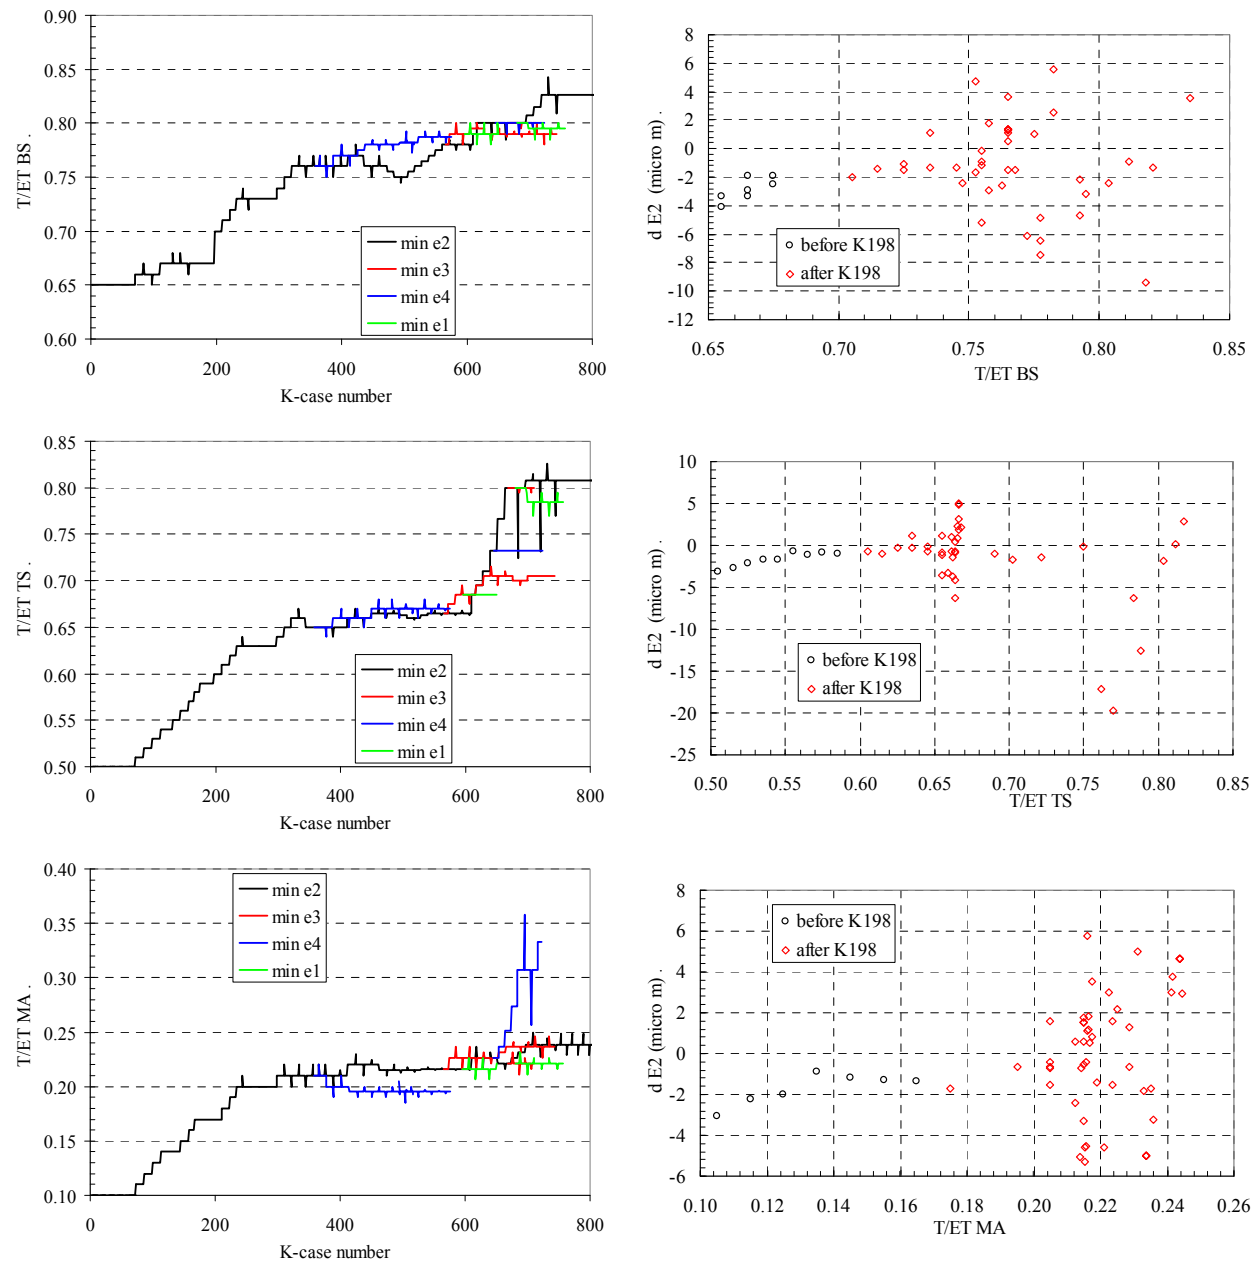 0.90
0.85
0.80
0.75
0.70
0.65
0.60
T/ET BS .
0 200 400 600 800
K-case number
min e2
min e3
min e4
min e1
8
6
4
2
0
-2
-4
-6
-8
-10
-12
d E2 (micro m) .
0.65 0.70 0.75 0.80 0.85
T/ET BS
before K198
after K198
0.85
0.80
0.75
0.70
0.65
0.60
0.55
0.50
T/ET TS .
0 200 400 600 800
K-case number
min e2
min e3
min e4
min e1
10
5
0
-5
-10
-15
-20
-25
d E2 (micro m) .
0.50 0.55 0.60 0.65 0.70 0.75 0.80 0.85
T/ET TS
before K198
after K198
0.40
0.35
0.30
0.25
0.20
0.15
0.10
T/ET MA .
0 200 400 600 800
K-case number
min e2
min e3
min e4
min e1
8
6
4
2
0
-2
-4
-6
d E2 (micro m) .
0.10 0.12 0.14 0.16 0.18 0.20 0.22 0.24 0.26
T/ET MA
before K198
after K198